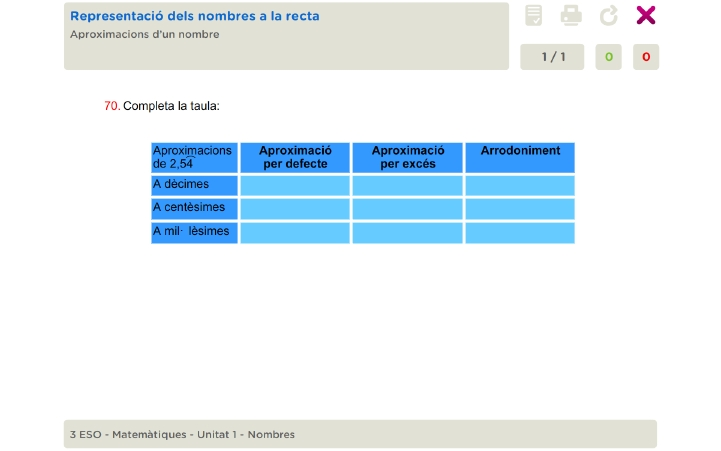 Representació dels nombres a la recta
Aproximacions d'un nombre
1 / 1
0
0
70. Completa la taula:
Aproximacions
de 2,54
Aproximació
per defecte
Aproximació
per excés
Arrodoniment
A dècimes
A centèsimes
A mil· lèsimes
3 ESO - Matemàtiques - Unitat 1 - Nombres